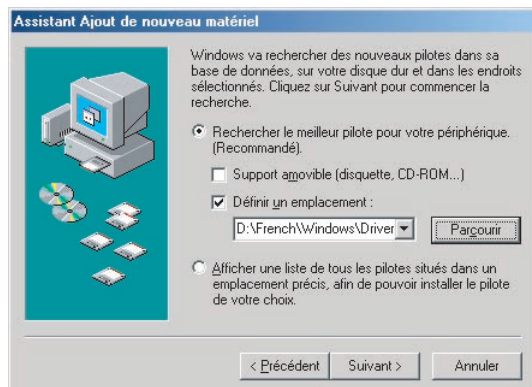 Assistant Ajout de nouveau matériel
Windows va rechercher des nouveaux pilotes dans sa
base de données, sur votre disque dur et dans les endroits
sélectionnés. Cliquez sur Suivant pour commencer la
recherche.
Rechercher le meilleur pilote pour votre périphérique.
(Recommandé).
Support amovible (disquette, CD-ROM...)
Définir un emplacement :
D:\French\Windows\Driver
Parcourir
Afficher une liste de tous les pilotes situés dans un
emplacement précis, afin de pouvoir installer le pilote
de votre choix.
< Précédent
Suivant >
Annuler